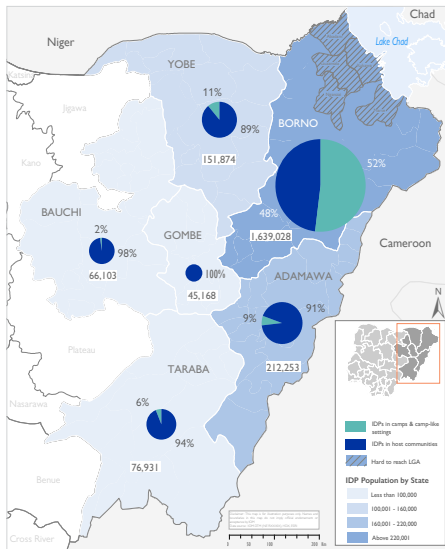 Chad
Niger
Lake Chad
Katsina
YOBE
Jigawa
11%
89%
151,874
BORNO
Kano
52%
48%
1,639,028
BAUCHI
2%
98%
66,103
GOMBE
100%
45,168
Cameroon
ADAMAWA
9%
91%
212,253
N
Plateau
TARABA
Nasarawa
6%
94%
76,931
Benue
Cross River
IDPs in camps & camp-like
settings
IDPs in host communities
Hard to reach LGA
IDP Population by State
Less than 100,000
100,001 - 160,000
160,001 - 220,000
Above 220,001